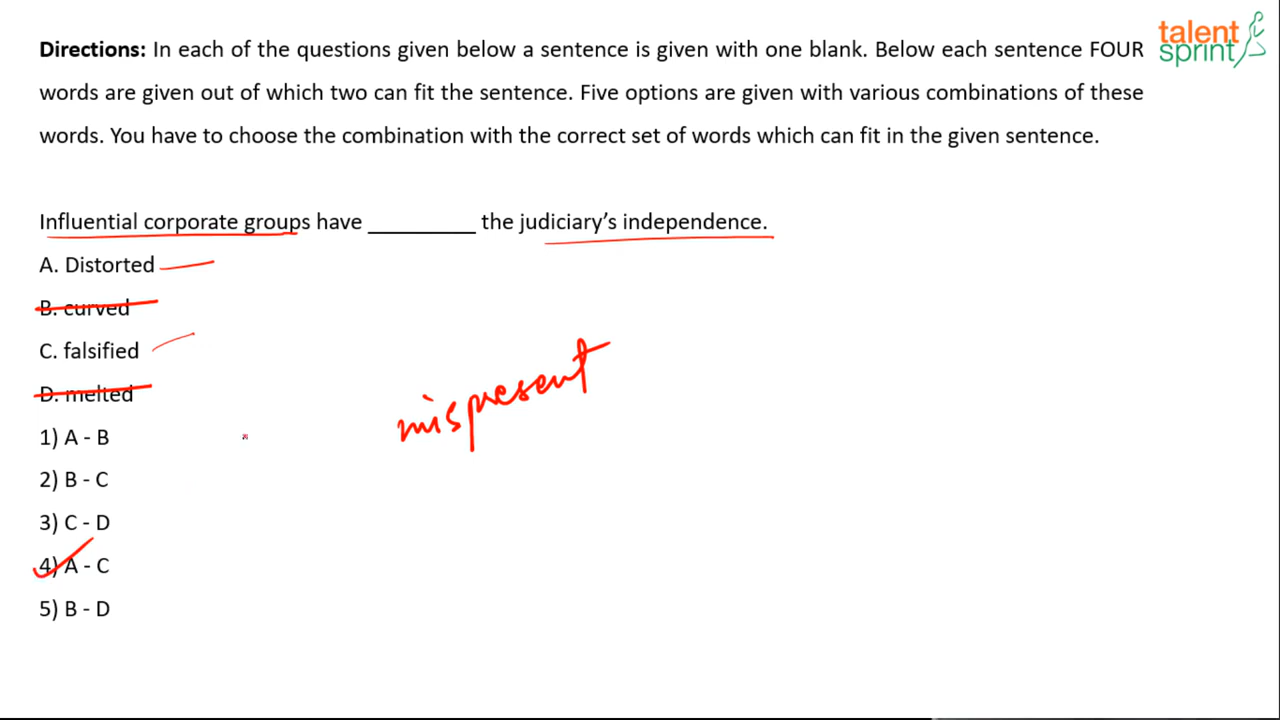 talent
sprint
Directions: In each of the questions given below a sentence is given with one blank. Below each sentence FOUR
words are given out of which two can fit the sentence. Five options are given with various combinations of these
words. You have to choose the combination with the correct set of words which can fit in the given sentence.
Influential corporate groups have _________ the judiciary's independence.
A. Distorted
B. curved
C. falsified
D. melted
mispresent
1) A - B
2) B - C
3) C - D
4) A - C
5) B - D